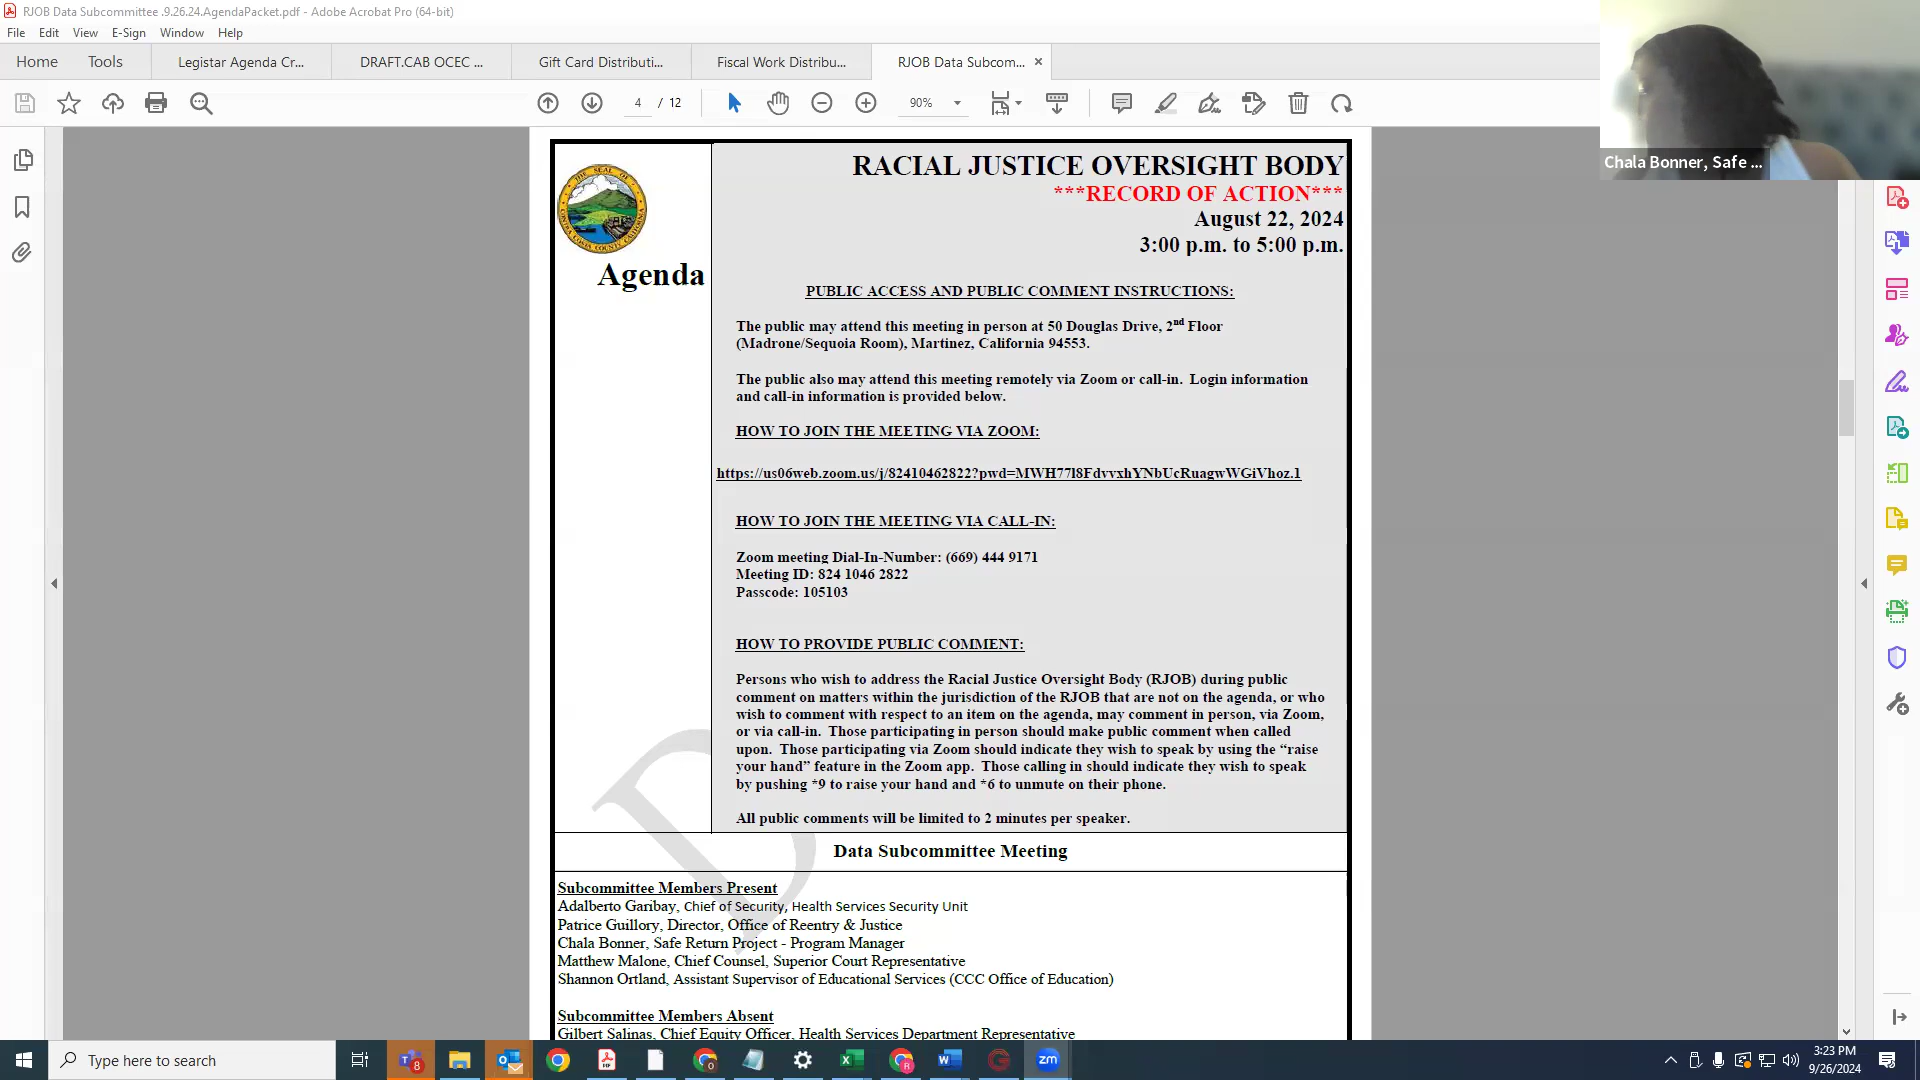 RJOB Data Subcommittee .9.26.24.AgendaPacket.pdf - Adobe Acrobat Pro (64-bit)
File Edit View E-Sign Window Help
Home Tools Legistar Agenda Cr... DRAFT.CAB OCEC ... Gift Card Distributi... Fiscal Work Distribu... RJOB Data Subcom... ×
4 / 12 90%
Chala Bonner, Safe ...
RACIAL JUSTICE OVERSIGHT BODY
***RECORD OF ACTION***
August 22, 2024
3:00 p.m. to 5:00 p.m.
Agenda
PUBLIC ACCESS AND PUBLIC COMMENT INSTRUCTIONS:
The public may attend this meeting in person at 50 Douglas Drive, 2nd Floor
(Madrone/Sequoia Room), Martinez, California 94553.
The public also may attend this meeting remotely via Zoom or call-in. Login information
and call-in information is provided below.
HOW TO JOIN THE MEETING VIA ZOOM:
https://us06web.zoom.us/j/82410462822?pwd=MWH77l8FdvvxhYNbUcRuagwWGiVhoz.1
HOW TO JOIN THE MEETING VIA CALL-IN:
Zoom meeting Dial-In-Number: (669) 444 9171
Meeting ID: 824 1046 2822
Passcode: 105103
HOW TO PROVIDE PUBLIC COMMENT:
Persons who wish to address the Racial Justice Oversight Body (RJOB) during public
comment on matters within the jurisdiction of the RJOB that are not on the agenda, or who
wish to comment with respect to an item on the agenda, may comment in person, via Zoom,
or via call-in. Those participating in person should make public comment when called
upon. Those participating via Zoom should indicate they wish to speak by using the “raise
your hand” feature in the Zoom app. Those calling in should indicate they wish to speak
by pushing *9 to raise your hand and *6 to unmute on their phone.
All public comments will be limited to 2 minutes per speaker.
Data Subcommittee Meeting
Subcommittee Members Present
Adalberto Garibay, Chief of Security, Health Services Security Unit
Patrice Guillory, Director, Office of Reentry & Justice
Chala Bonner, Safe Return Project - Program Manager
Matthew Malone, Chief Counsel, Superior Court Representative
Shannon Ortland, Assistant Supervisor of Educational Services (CCC Office of Education)
Subcommittee Members Absent
Gilbert Salinas, Chief Equity Officer, Health Services Department Representative
Type here to search
3:23 PM
9/26/2024